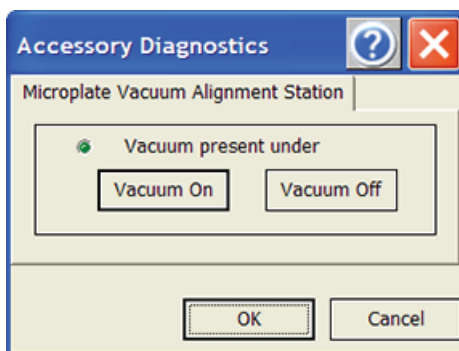 Accessory Diagnostics
Microplate Vacuum Alignment Station
Vacuum present under
Vacuum On Vacuum Off
OK Cancel